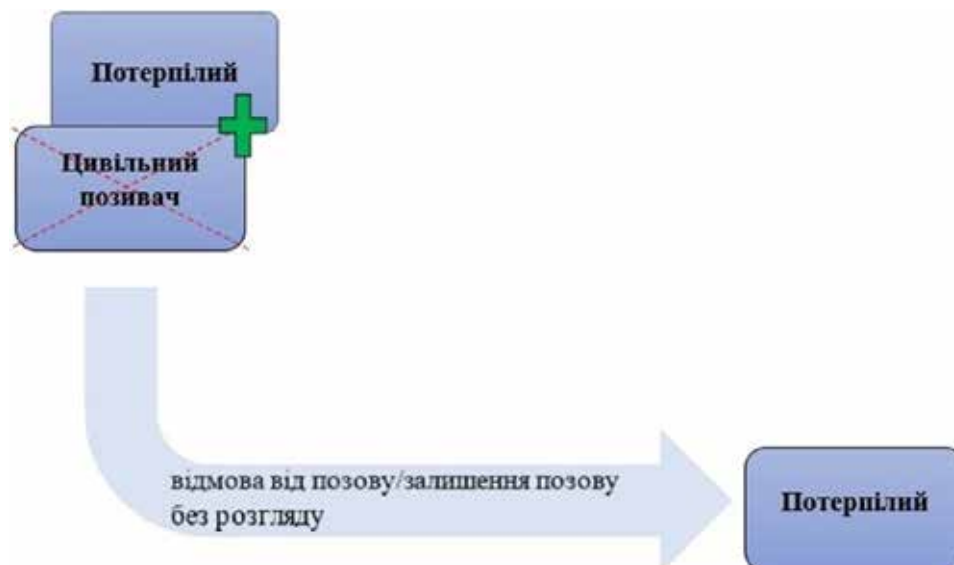 Потерпілий
Цивільний
позивач
відмова від позову/залишення позову
без розгляду
Потерпілий